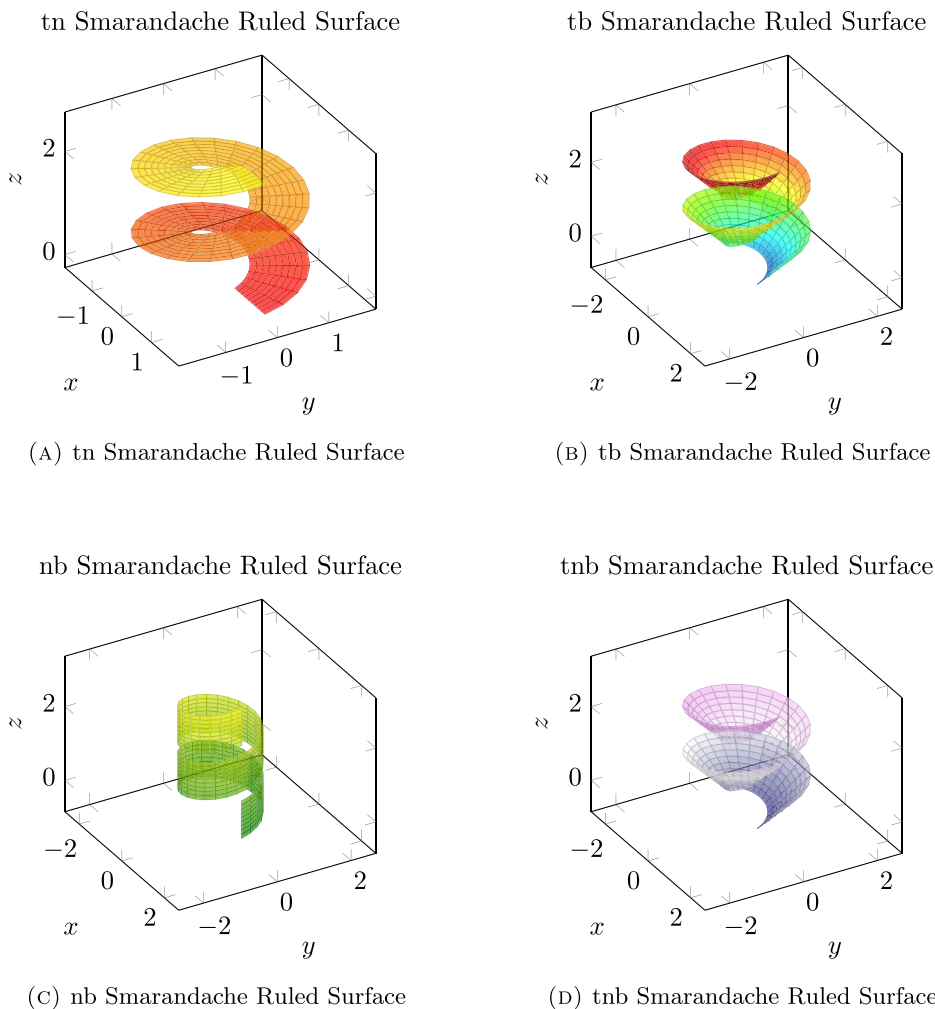 tn Smarandache Ruled Surface
2
0
z
−1
0
1
x
−1
0
1
y
(A) tn Smarandache Ruled Surface
tb Smarandache Ruled Surface
2
0
z
−2
0
2
x
−2
0
2
y
(B) tb Smarandache Ruled Surface
nb Smarandache Ruled Surface
2
0
z
−2
0
2
x
−2
0
2
y
(C) nb Smarandache Ruled Surface
tnb Smarandache Ruled Surface
2
0
z
−2
0
2
x
−2
0
2
y
(D) tnb Smarandache Ruled Surface